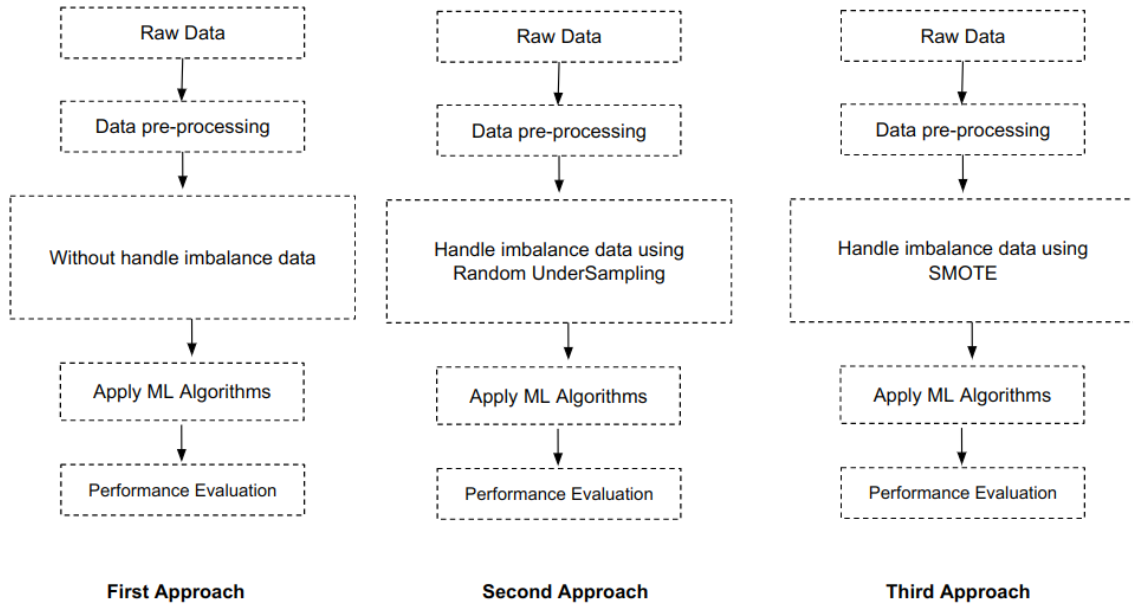 Raw Data
Data pre-processing
Without handle imbalance data
Apply ML Algorithms
Performance Evaluation
First Approach
Raw Data
Data pre-processing
Handle imbalance data using
Random UnderSampling
Apply ML Algorithms
Performance Evaluation
Second Approach
Raw Data
Data pre-processing
Handle imbalance data using
SMOTE
Apply ML Algorithms
Performance Evaluation
Third Approach